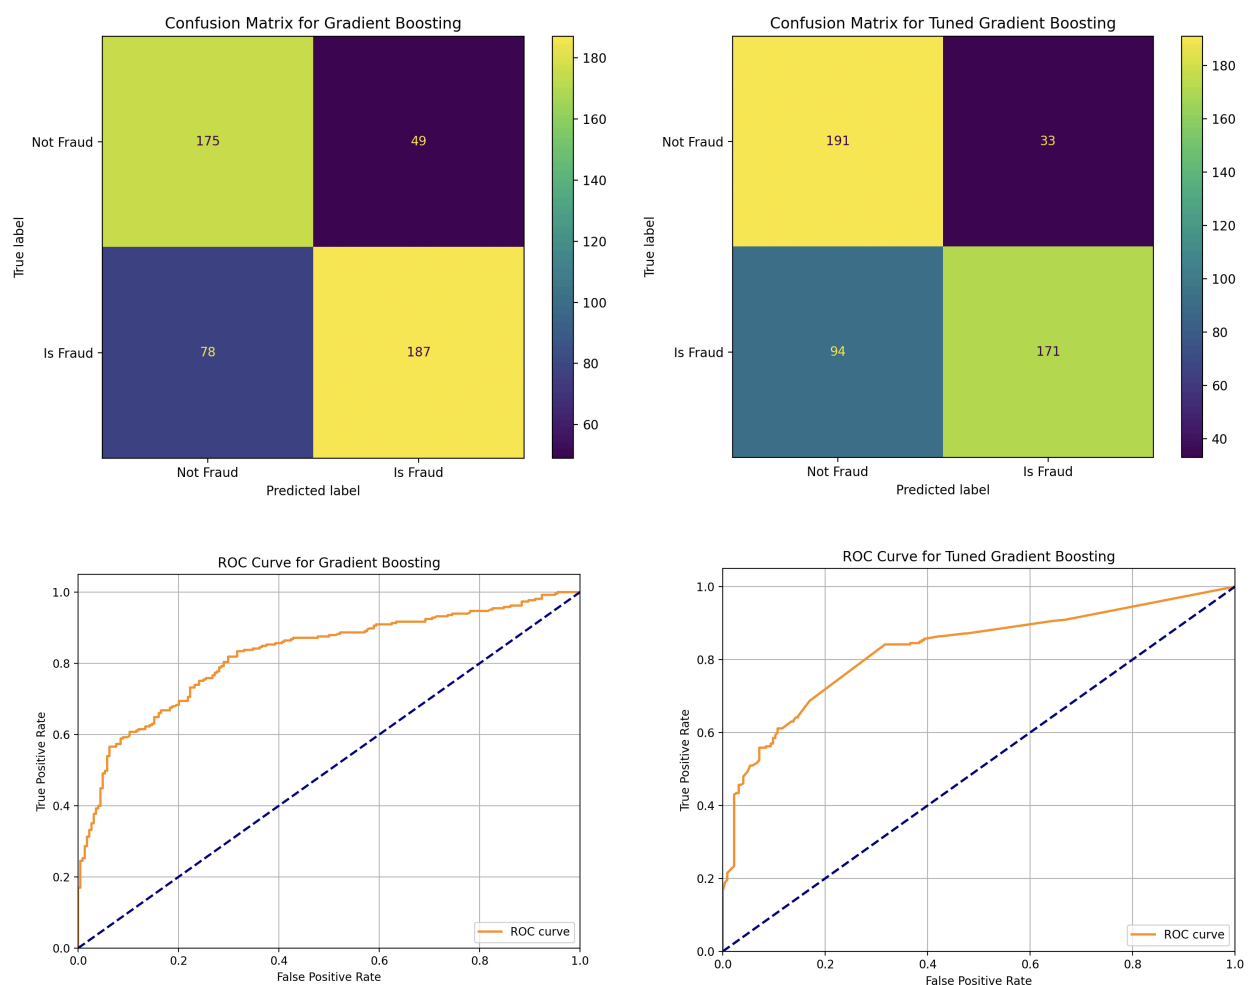 Confusion Matrix for Gradient Boosting
True label
Not Fraud
Is Fraud
175
49
78
187
Not Fraud
Is Fraud
Predicted label
180
160
140
120
100
80
60
Confusion Matrix for Tuned Gradient Boosting
True label
Not Fraud
Is Fraud
191
33
94
171
Not Fraud
Is Fraud
Predicted label
180
160
140
120
100
80
60
40
ROC Curve for Gradient Boosting
True Positive Rate
1.0
0.8
0.6
0.4
0.2
0.0
ROC curve
0.0 0.2 0.4 0.6 0.8 1.0
False Positive Rate
ROC Curve for Tuned Gradient Boosting
True Positive Rate
1.0
0.8
0.6
0.4
0.2
0.0
ROC curve
0.0 0.2 0.4 0.6 0.8 1.0
False Positive Rate